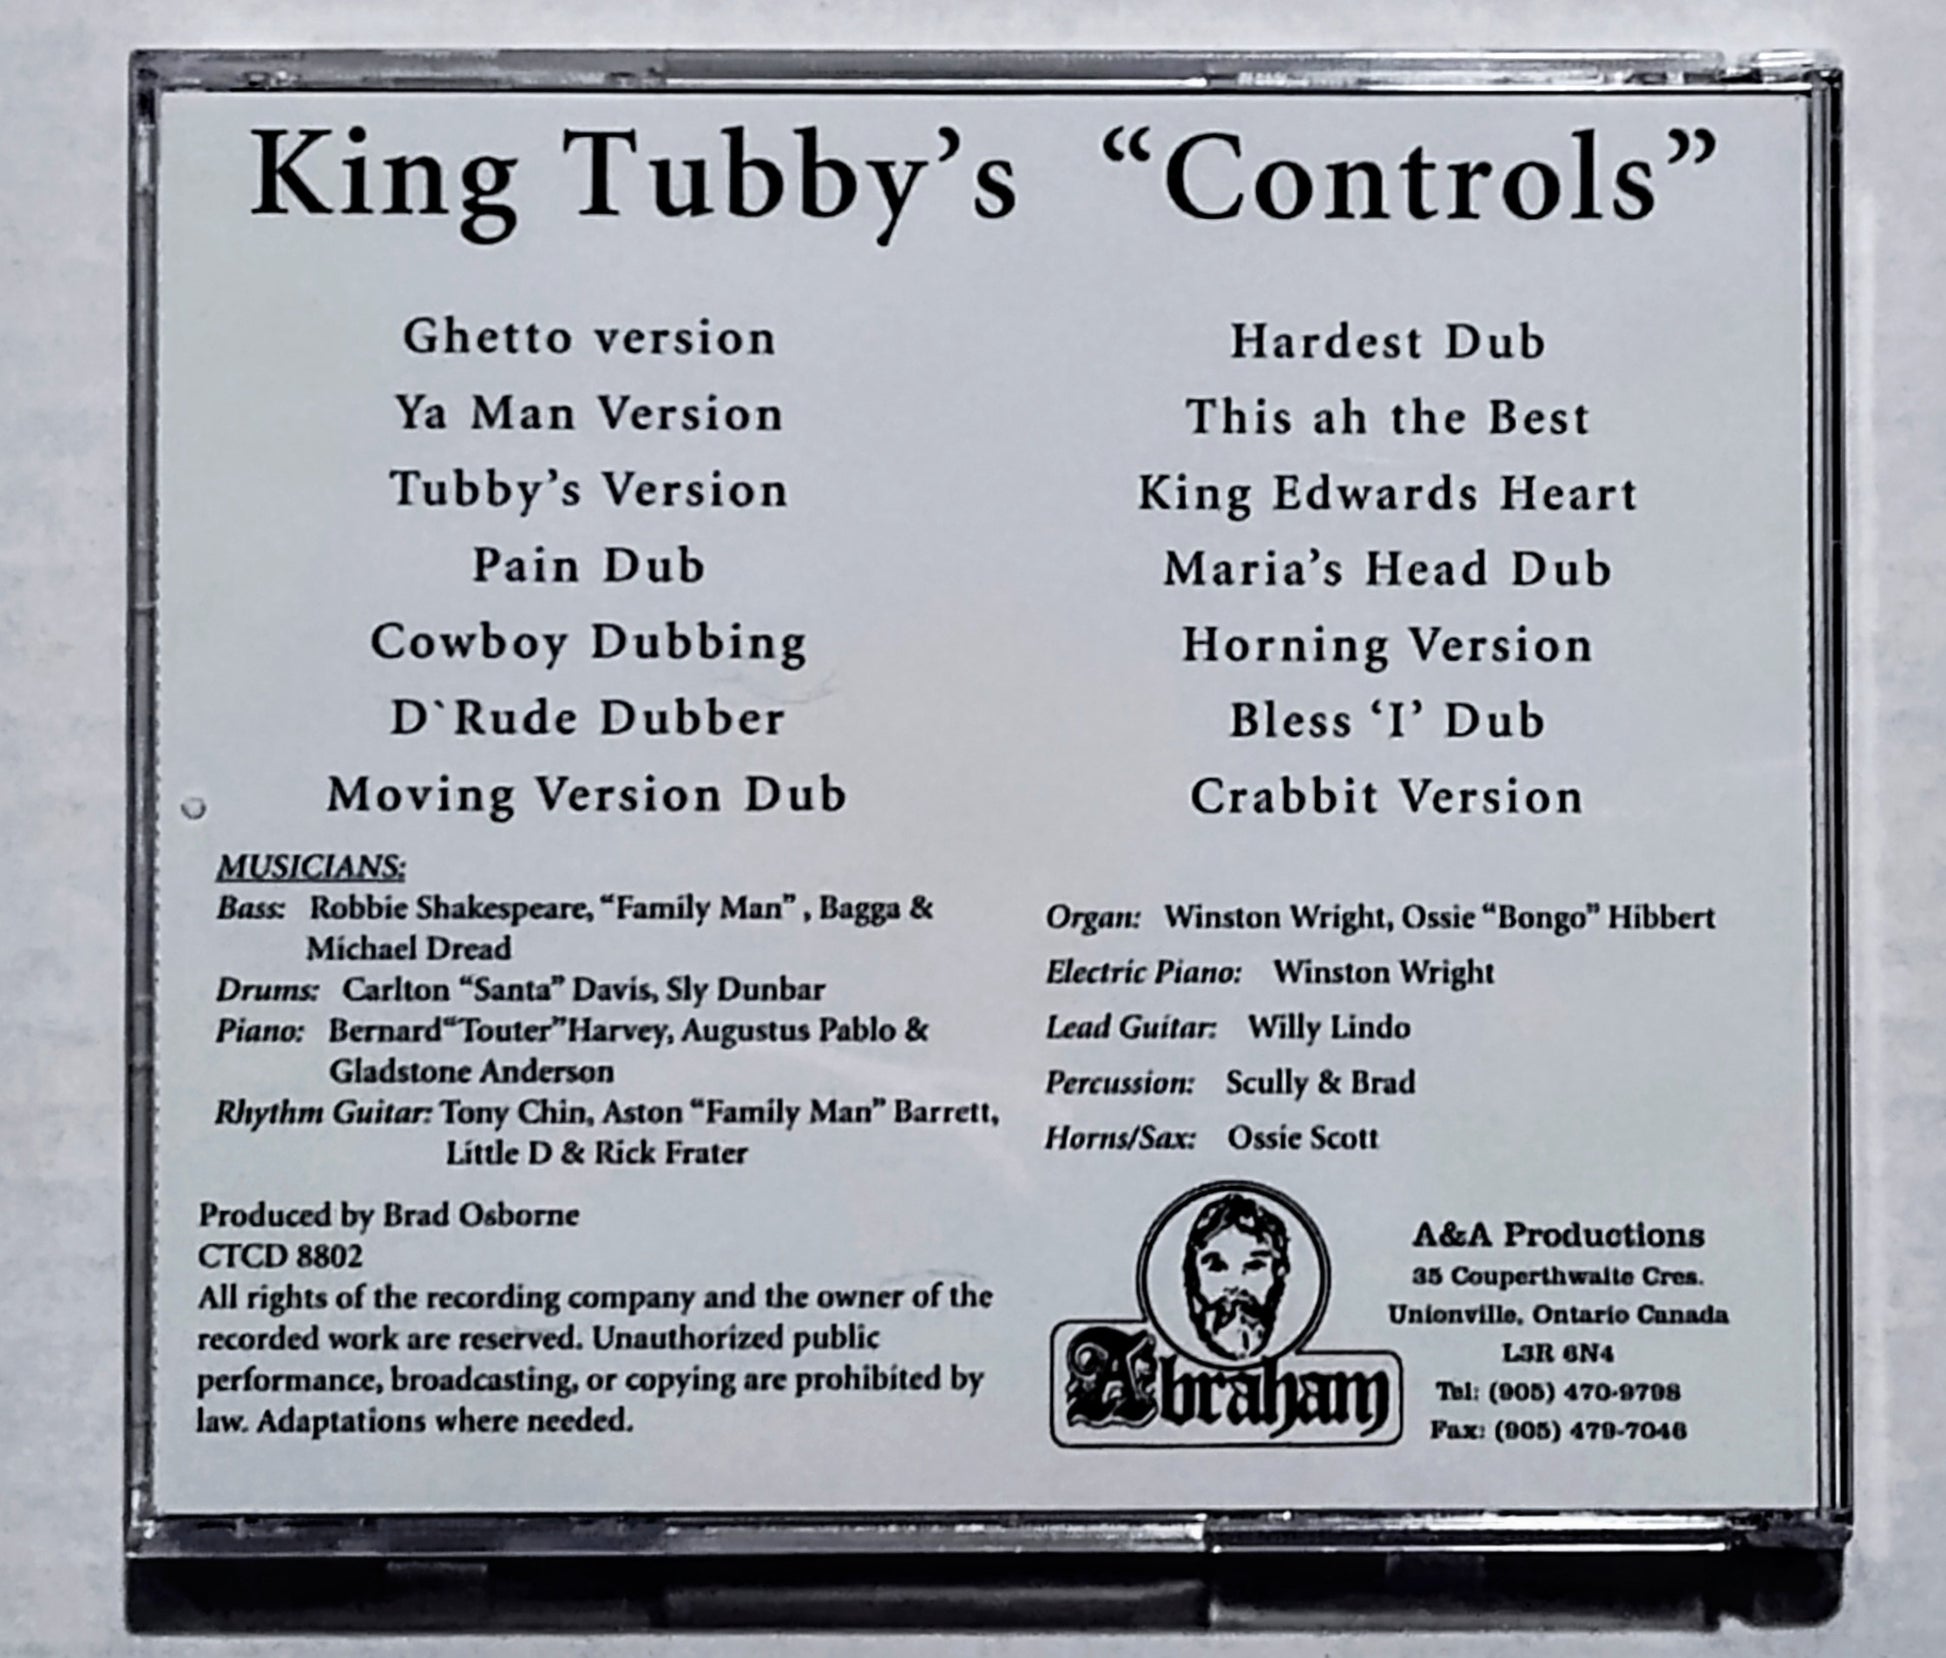 King Tubby’s “Controls”
Ghetto version
Ya Man Version
Tubby’s Version
Pain Dub
Cowboy Dubbing
D`Rude Dubber
Moving Version Dub
Hardest Dub
This ah the Best
King Edwards Heart
Maria’s Head Dub
Horning Version
Bless ‘I’ Dub
Crabbit Version
MUSICIANS:
Bass: Robbie Shakespeare, “Family Man” , Bagga &
Michael Dread
Drums: Carlton “Santa” Davis, Sly Dunbar
Piano: Bernard“Touter”Harvey, Augustus Pablo &
Gladstone Anderson
Rhythm Guitar: Tony Chin, Aston “Family Man” Barrett,
Little D & Rick Frater
Organ: Winston Wright, Ossie “Bongo” Hibbert
Electric Piano: Winston Wright
Lead Guitar: Willy Lindo
Percussion: Scully & Brad
Horns/Sax: Ossie Scott
Produced by Brad Osborne
CTCD 8802
All rights of the recording company and the owner of the
recorded work are reserved. Unauthorized public
performance, broadcasting, or copying are prohibited by
law. Adaptations where needed.
Abraham
A&A Productions
35 Couperthwaite Cres.
Unionville, Ontario Canada
L3R 6N4
Tel: (905) 470-9798
Fax: (905) 479-7046